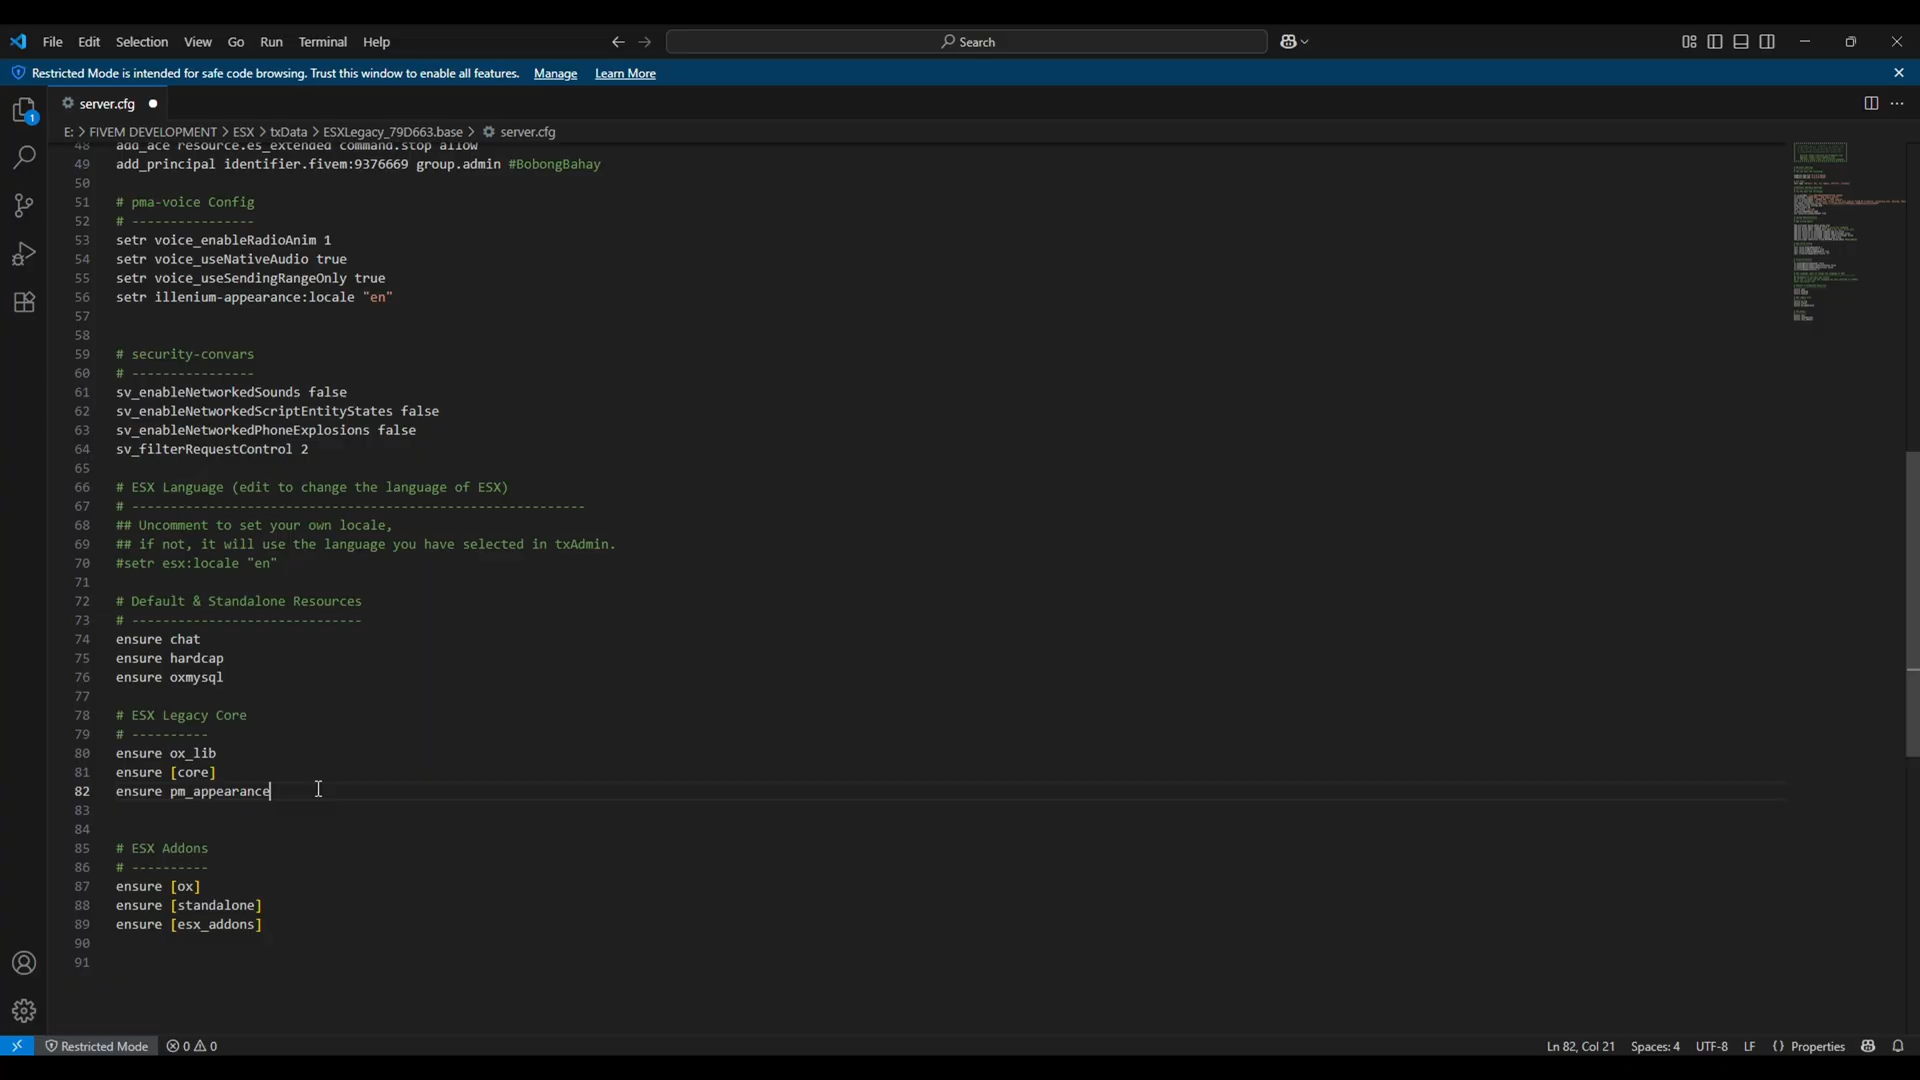 File Edit Selection View Go Run Terminal Help
Search
Restricted Mode is intended for safe code browsing. Trust this window to enable all features. Manage Learn More
1
server.cfg
E: > FIVEM DEVELOPMENT > ESX > txData > ESXLegacy_79D663.base > server.cfg
48 add_ace resource.es_extended command.stop allow
49 add_principal identifier.fivem:9376669 group.admin #BobongBahay
50
51 # pma-voice Config
52 # ----------------
53 setr voice_enableRadioAnim 1
54 setr voice_useNativeAudio true
55 setr voice_useSendingRangeOnly true
56 setr illenium-appearance:locale "en"
57
58
59 # security-convars
60 # ----------------
61 sv_enableNetworkedSounds false
62 sv_enableNetworkedScriptEntityStates false
63 sv_enableNetworkedPhoneExplosions false
64 sv_filterRequestControl 2
65
66 # ESX Language (edit to change the language of ESX)
67 # -----------------------------------------------------------
68 ## Uncomment to set your own locale,
69 ## if not, it will use the language you have selected in txAdmin.
70 #setr esx:locale "en"
71
72 # Default & Standalone Resources
73 # ------------------------------
74 ensure chat
75 ensure hardcap
76 ensure oxmysql
77
78 # ESX Legacy Core
79 # ----------
80 ensure ox_lib
81 ensure [core]
82 ensure pm_appearance
83
84
85 # ESX Addons
86 # ----------
87 ensure [ox]
88 ensure [standalone]
89 ensure [esx_addons]
90
91
Restricted Mode 0 0 Ln 82, Col 21 Spaces: 4 UTF-8 LF {} Properties